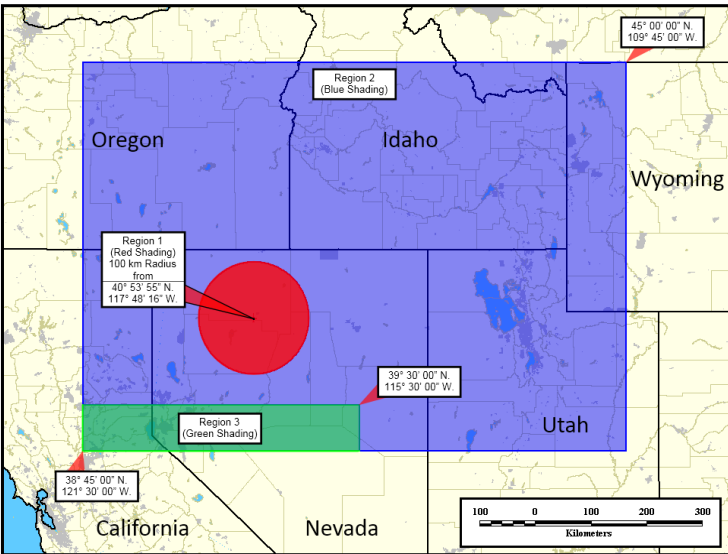 45° 00' 00" N.
109° 45' 00" W.
Region 2
(Blue Shading)
Oregon
Idaho
Wyoming
Region 1
(Red Shading)
100 km Radius
from
40° 53' 55" N.
117° 48' 16" W.
39° 30' 00" N.
115° 30' 00" W.
Region 3
(Green Shading)
Utah
38° 45' 00" N.
121° 30' 00" W.
California
Nevada
100 0 100 200 300
Kilometers